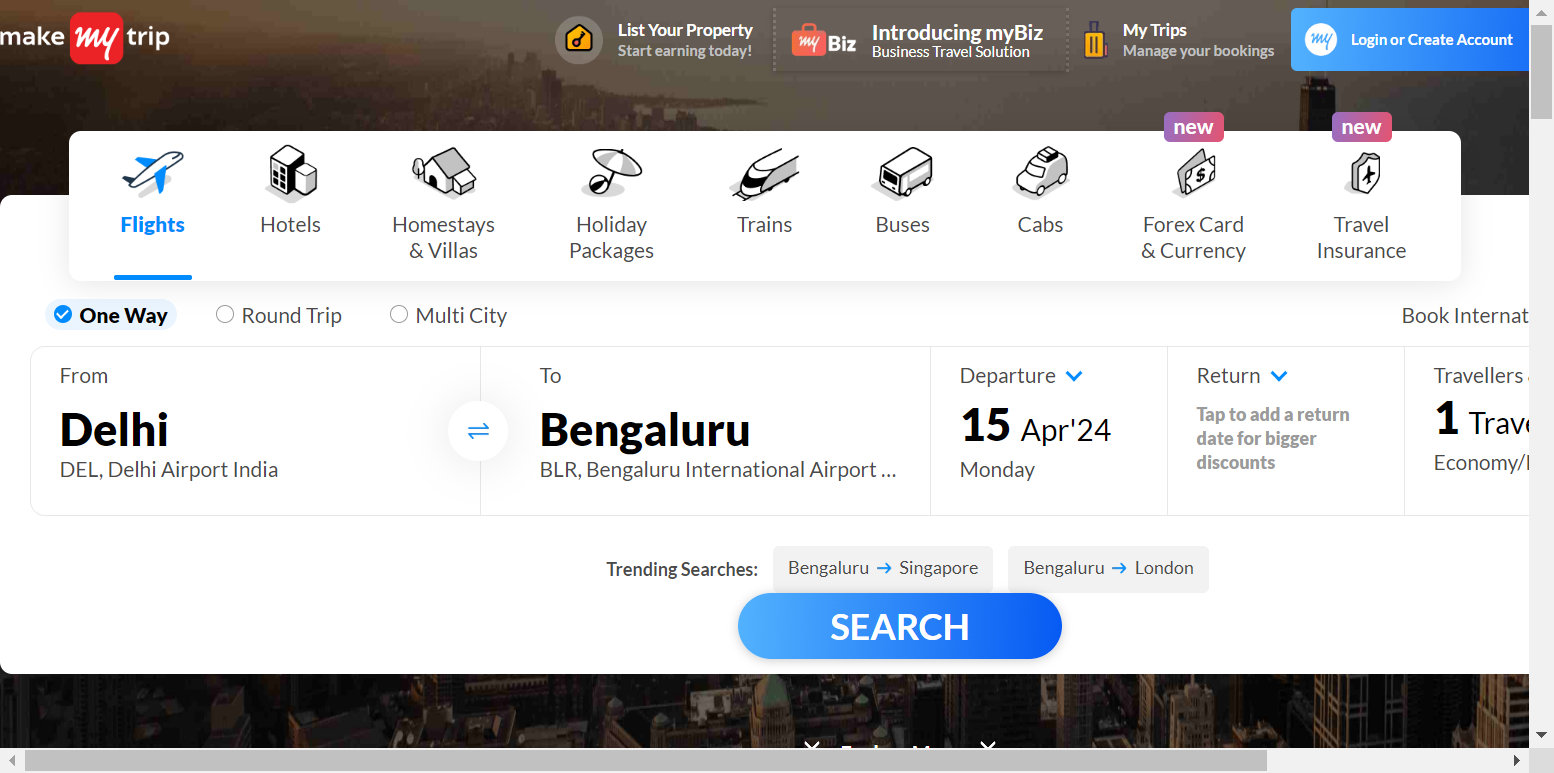 make my trip
List Your Property
Start earning today!
my Biz
Introducing myBiz
Business Travel Solution
My Trips
Manage your bookings
my
Login or Create Account
new
new
Flights
Hotels
Homestays
& Villas
Holiday
Packages
Trains
Buses
Cabs
Forex Card
& Currency
Travel
Insurance
One Way
Round Trip
Multi City
Book Internat
From
Delhi
DEL, Delhi Airport India
To
Bengaluru
BLR, Bengaluru International Airport ...
Departure
15 Apr'24
Monday
Return
Tap to add a return
date for bigger
discounts
Travellers
1 Trave
Economy/
Trending Searches:
Bengaluru → Singapore
Bengaluru → London
SEARCH